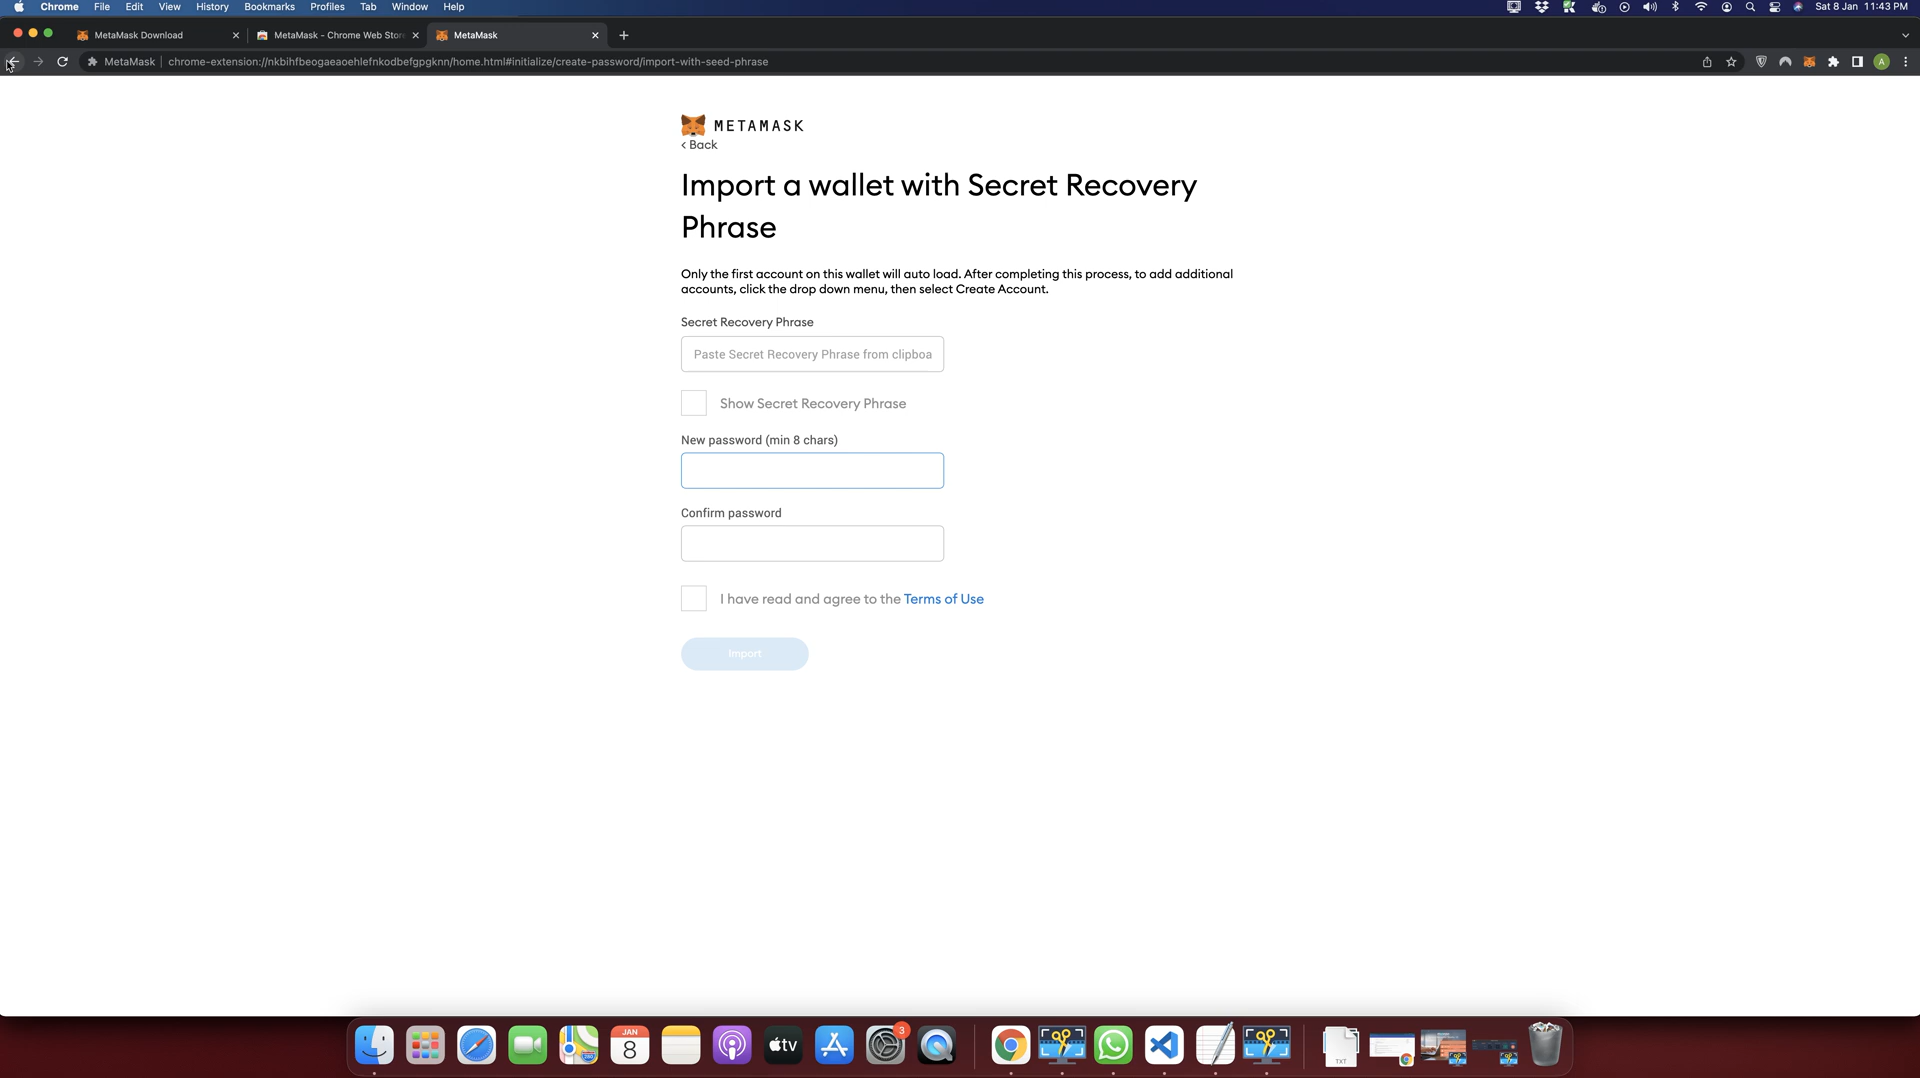 Chrome File Edit View History Bookmarks Profiles Tab Window Help Sat 8 Jan 11:43 PM
MetaMask Download MetaMask - Chrome Web Stor MetaMask
MetaMask chrome-extension://nkbihfbeogaeaoehlefnkodbefgpgknn/home.html#initialize/create-password/import-with-seed-phrase A
METAMASK
< Back
Import a wallet with Secret Recovery
Phrase
Only the first account on this wallet will auto load. After completing this process, to add additional
accounts, click the drop down menu, then select Create Account.
Secret Recovery Phrase
Paste Secret Recovery Phrase from clipboa
Show Secret Recovery Phrase
New password (min 8 chars)
Confirm password
I have read and agree to the Terms of Use
Import
JAN
8
tv
3
TXT